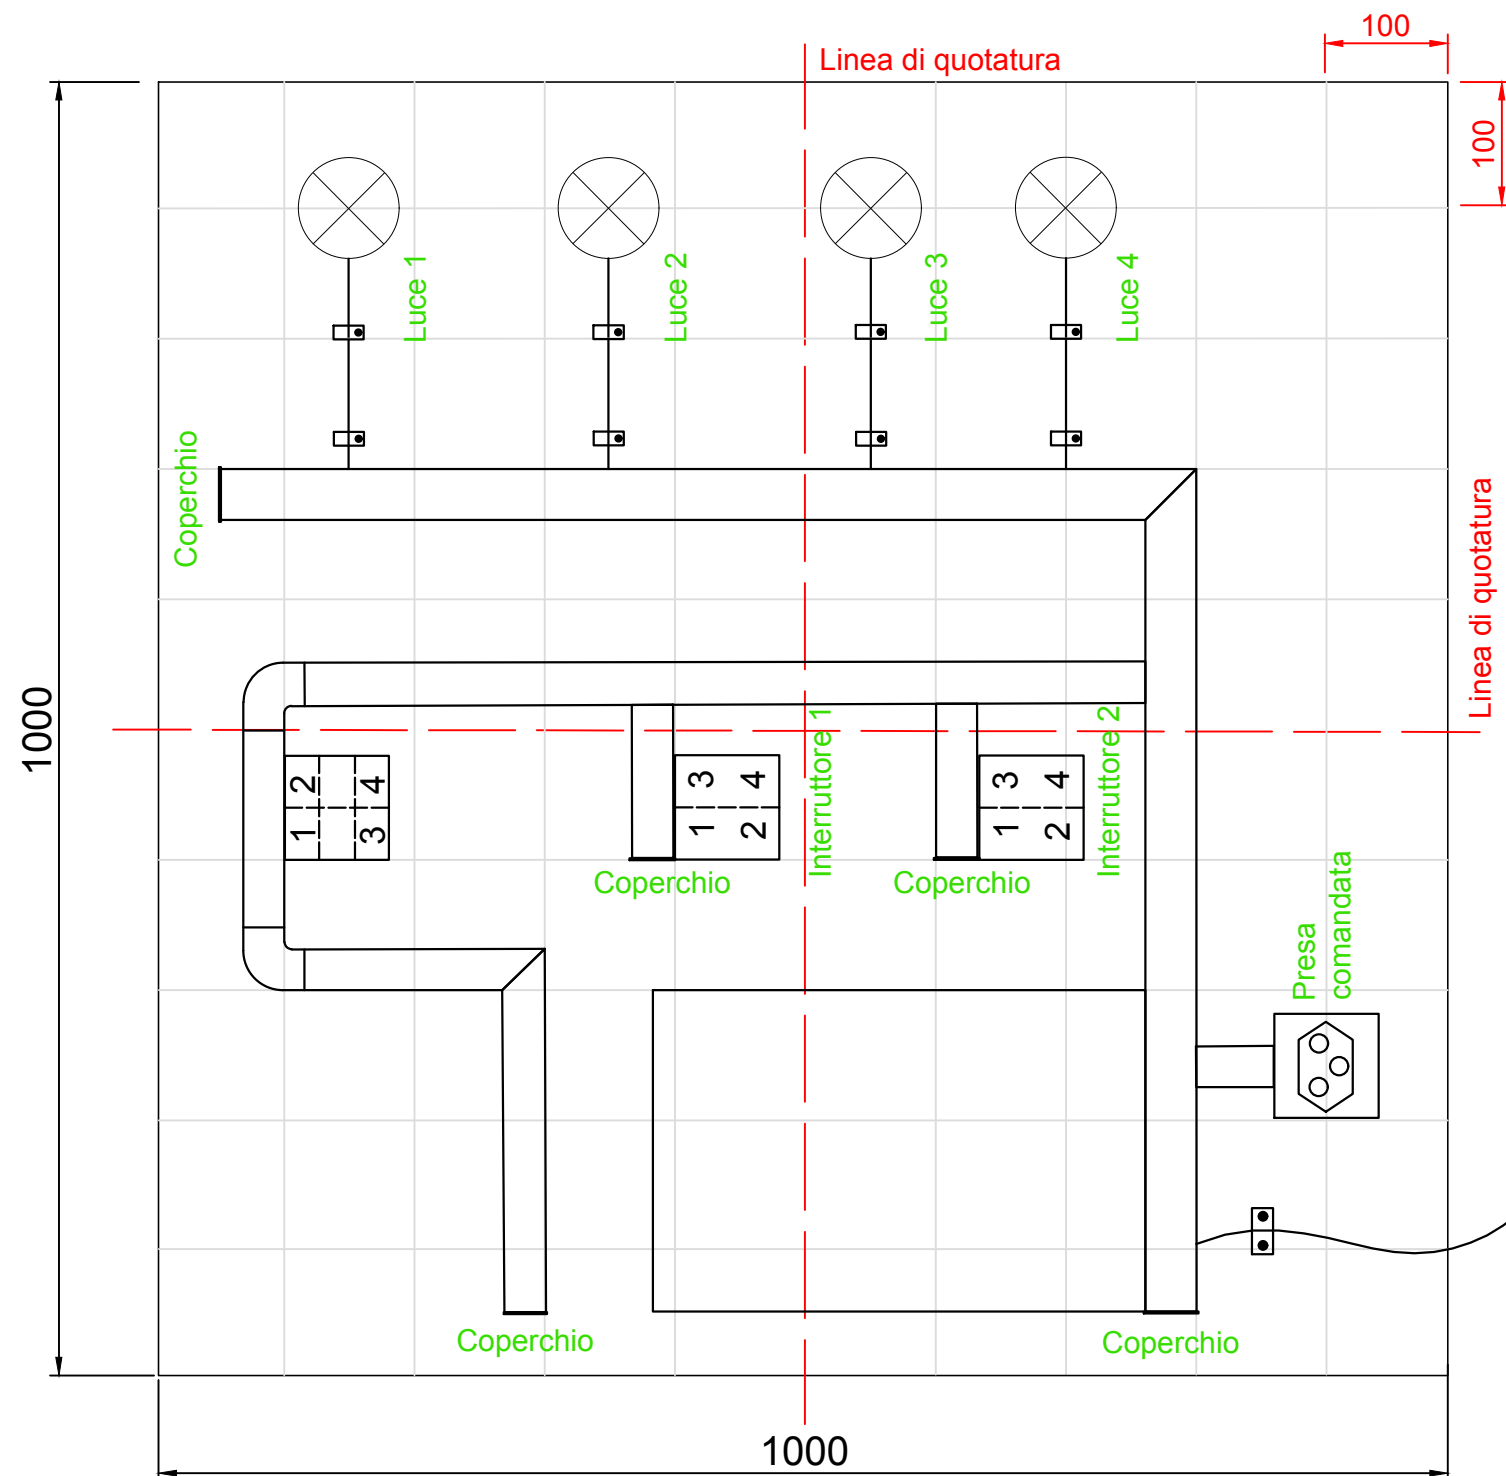 100
Linea di quotatura
100
Luce 1
Luce 2
Luce 3
Luce 4
Coperchio
Linea di quotatura
1000
2 4
1 3
3 4
1 2
Interruttore 1
3 4
1 2
Interruttore 2
Coperchio
Coperchio
Presa
comandata
Coperchio
Coperchio
1000